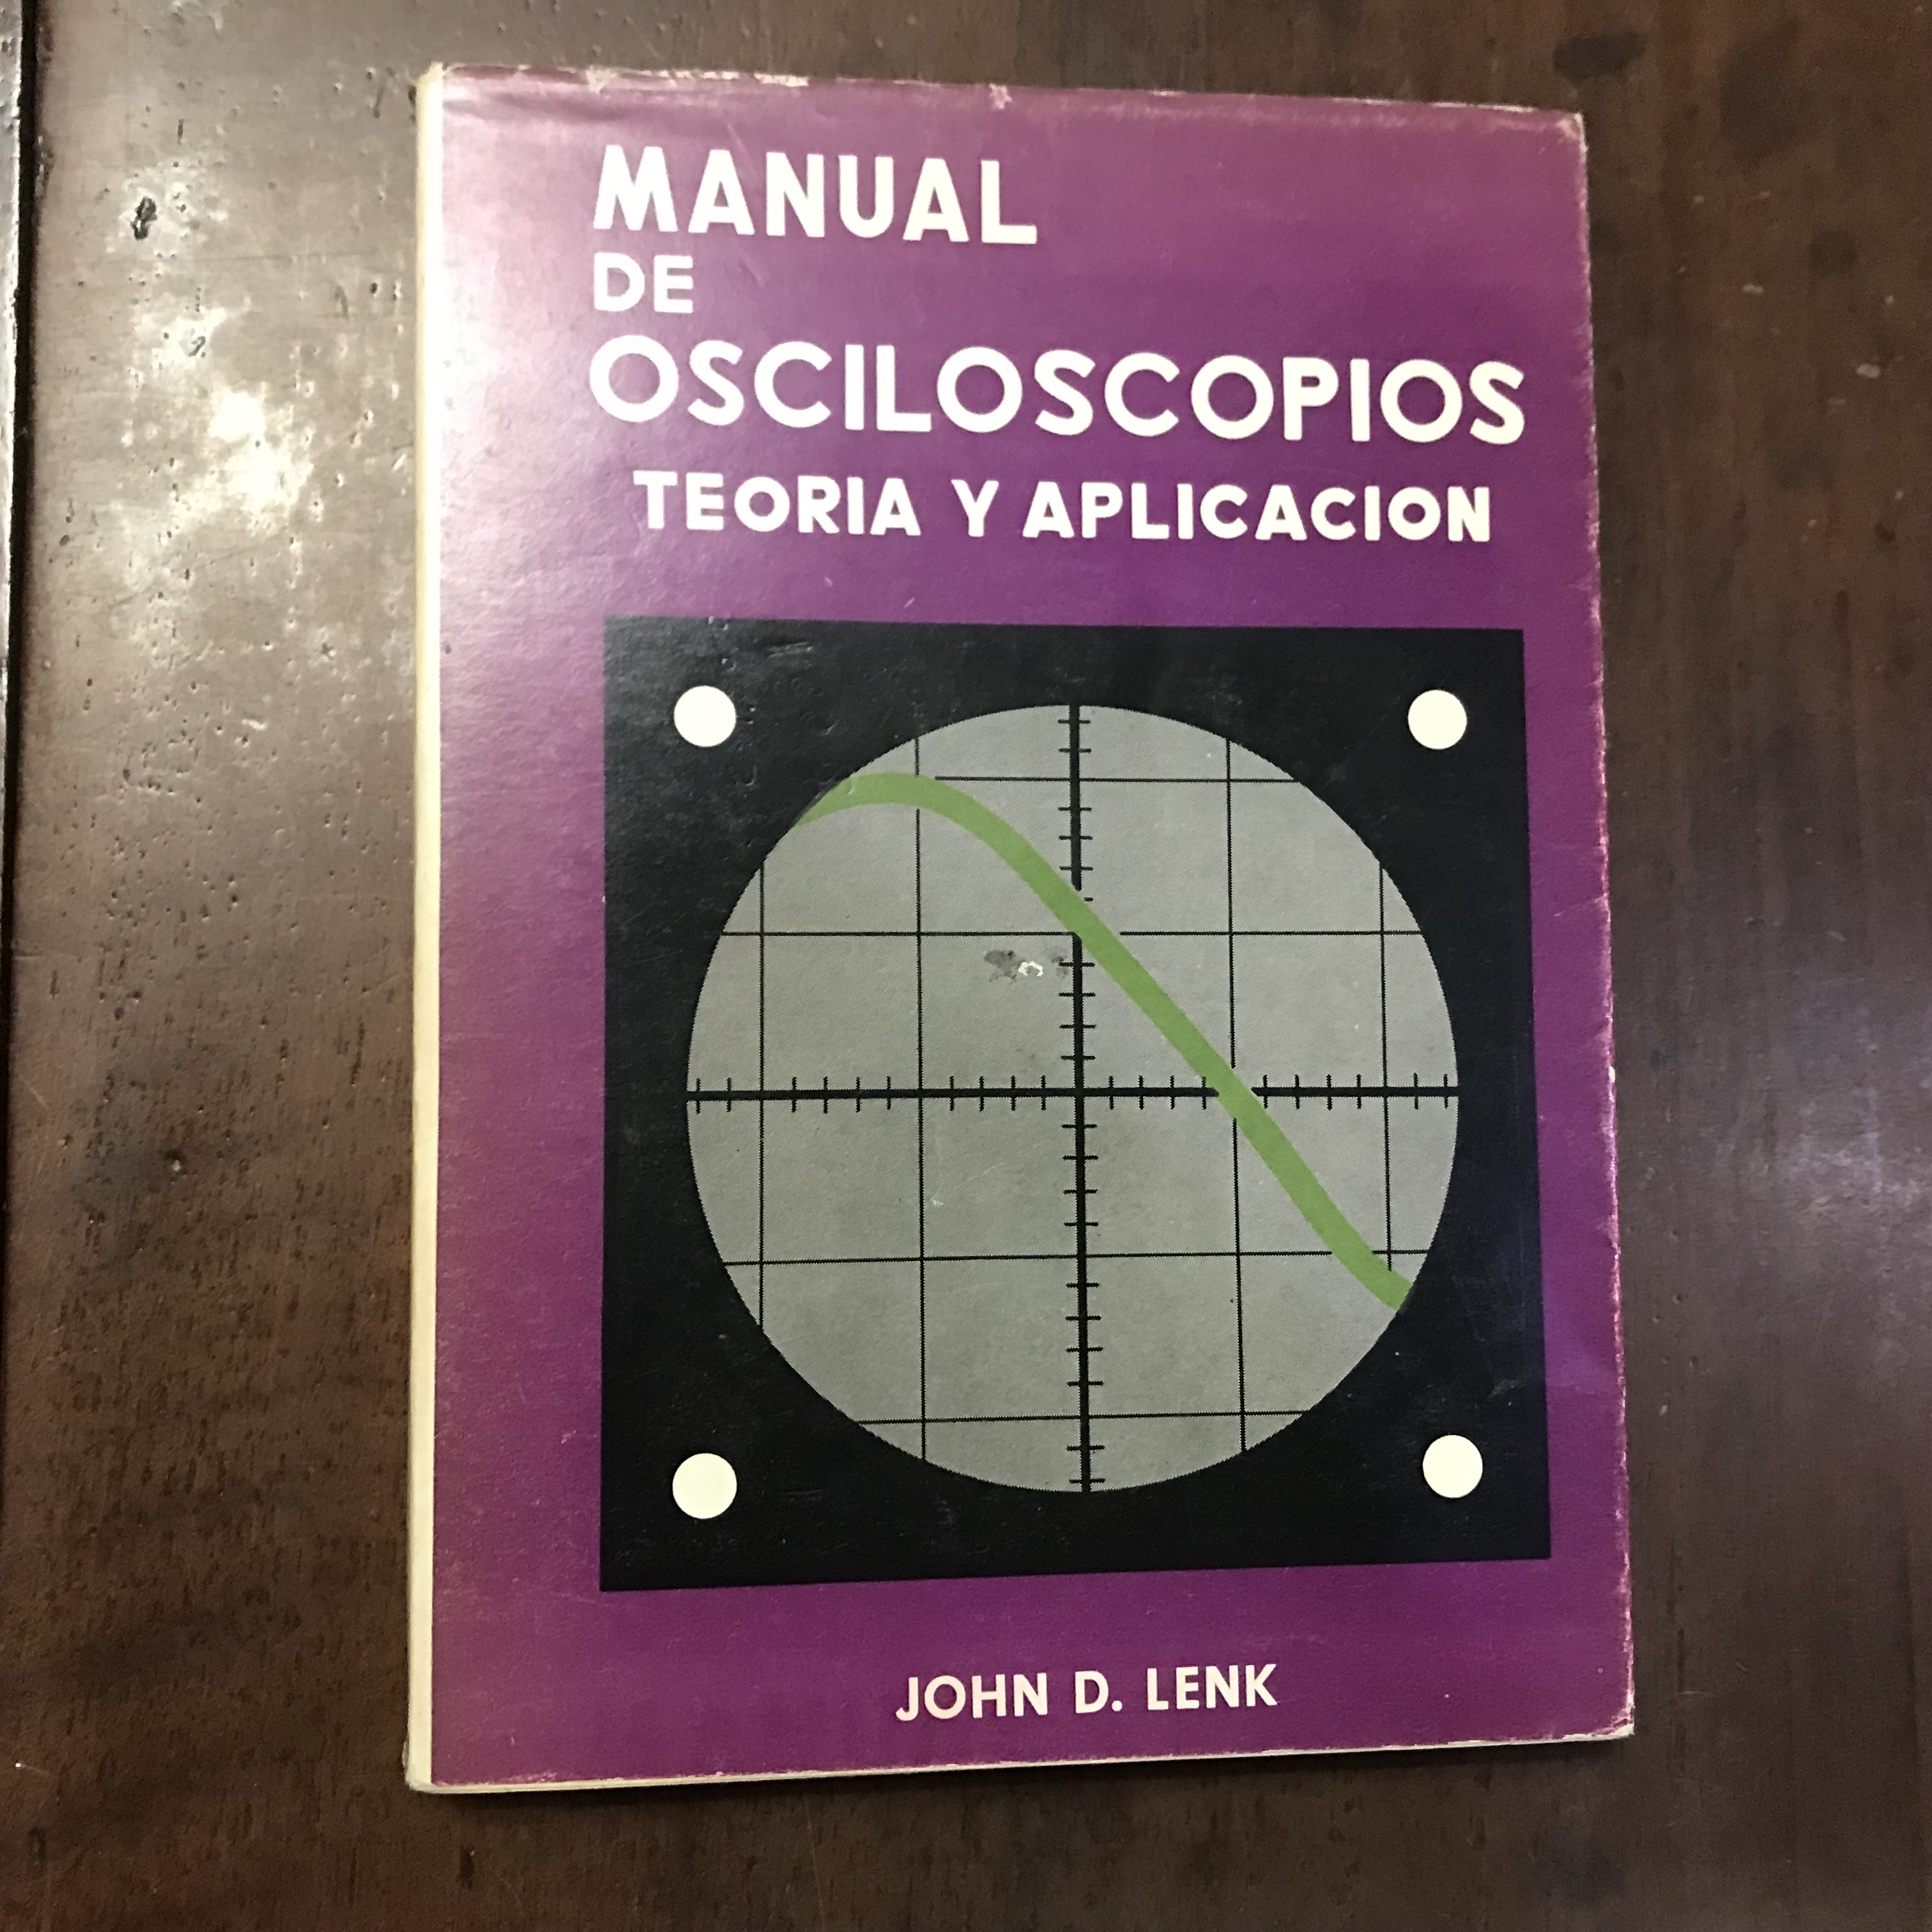 MANUAL
DE
OSCILOSCOPIOS
TEORIA Y APLICACION
JOHN D. LENK